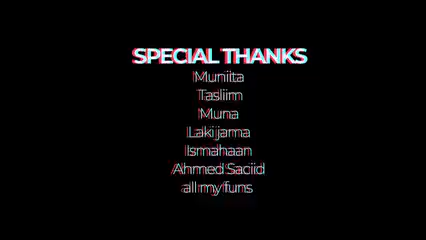 SPECIAL THANKS
Muniita
Tasliim
Muna
Laki jama
Ismahaan
Ahmed Saciid
all my funs